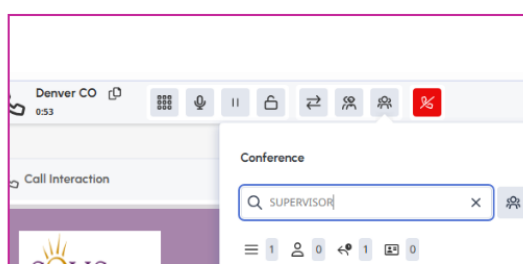 Denver CO
0:53
Conference
Call Interaction
SUPERVISOR
1 0 1 0